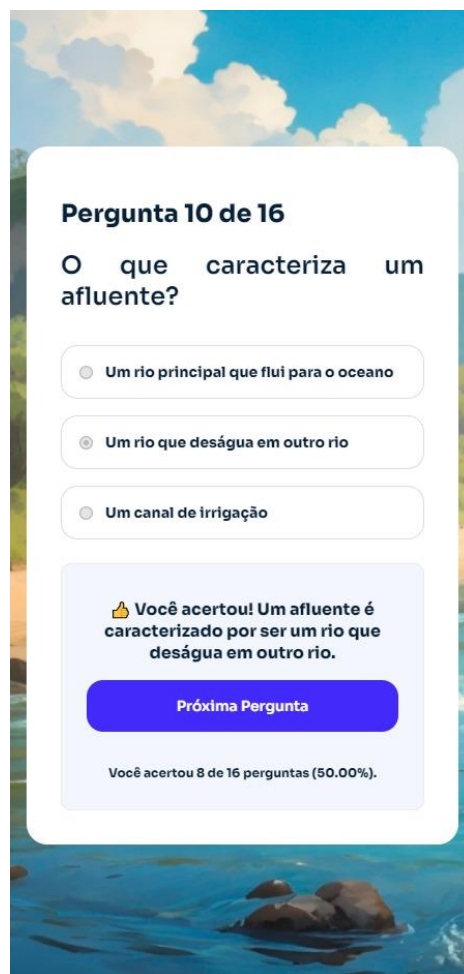 Pergunta 10 de 16
O que caracteriza um
afluente?
Um rio principal que flui para o oceano
Um rio que deságua em outro rio
Um canal de irrigação
👍 Você acertou! Um afluente é
caracterizado por ser um rio que
deságua em outro rio.
Próxima Pergunta
Você acertou 8 de 16 perguntas (50.00%).